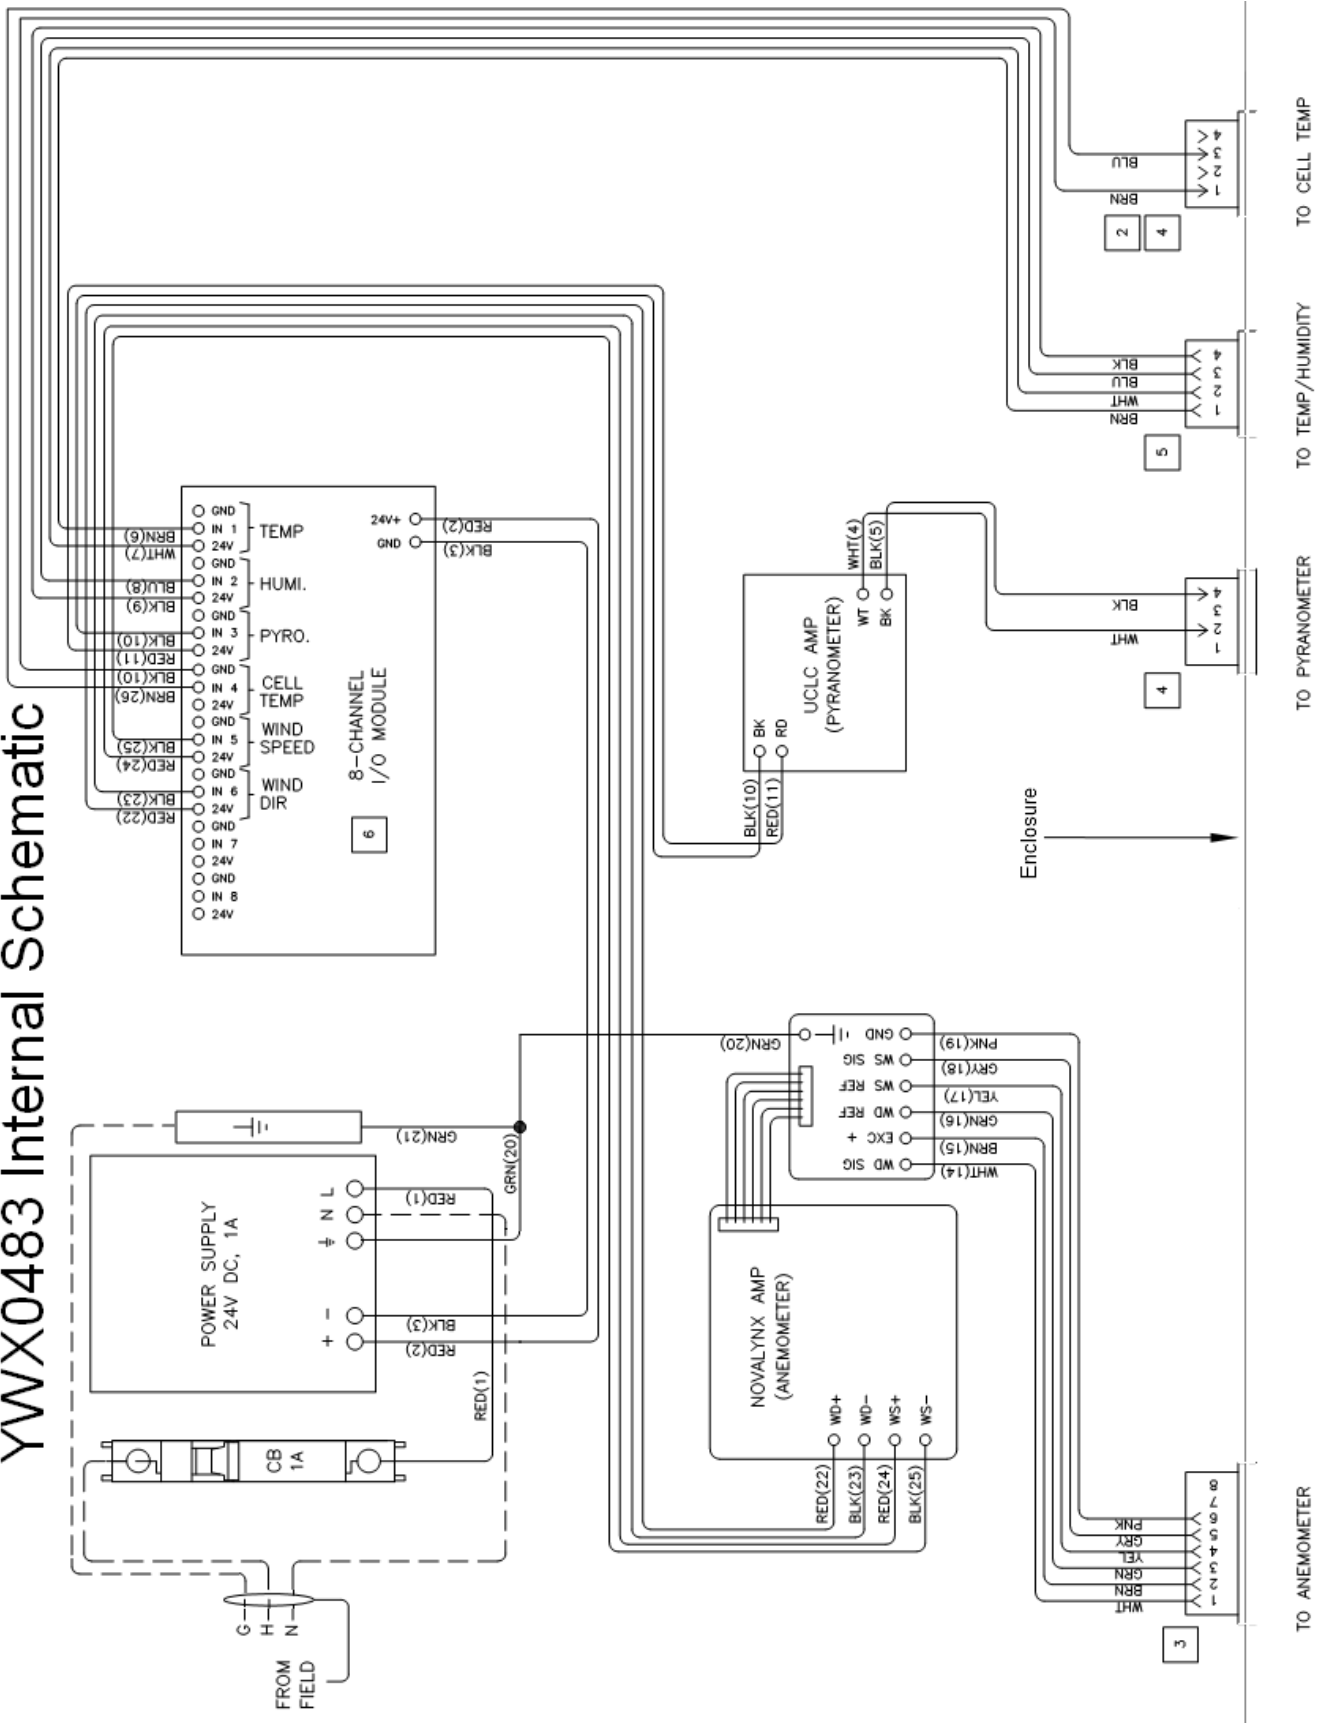 YWX0483 Internal Schematic
FROM
FIELD
G
H
N
CB
1A
RED(1)
POWER SUPPLY
24V DC, 1A
L
N
-
+
RED(1)
BLK(3)
RED(2)
GRN(21)
GRN(20)
GRN(20)
GND
IN 1
24V
GND
IN 2
24V
GND
IN 3
24V
GND
IN 4
24V
GND
IN 5
24V
GND
IN 6
24V
GND
IN 7
24V
GND
IN 8
24V
TEMP
HUMI.
PYRO.
CELL
TEMP
WIND
SPEED
WIND
DIR
BRN(6)
WHT(7)
BLU(8)
BLK(9)
BLK(10)
RED(11)
BLK(10)
BRN(26)
BLK(25)
RED(24)
BLK(23)
RED(22)
8-CHANNEL
I/O MODULE
6
24V+
GND
RED(2)
BLK(3)
NOVALYNX AMP
(ANEMOMETER)
WD+
WD-
WS+
WS-
RED(22)
BLK(23)
RED(24)
BLK(25)
GND
WS SIG
WS REF
WD REF
EXC +
WD SIG
PNK(19)
GRY(18)
YEL(17)
GRN(16)
BRN(15)
WHT(14)
UCLC AMP
(PYRANOMETER)
BK
RD
WT
BK
BLK(10)
RED(11)
WHT(4)
BLK(5)
Enclosure
PNK
GRY
YEL
GRN
BRN
WHT
1 2 3 4 5 6 7 8
3
TO ANEMOMETER
BLK
WHT
1 2 3 4
4
TO PYRANOMETER
BLK
BLU
WHT
BRN
1 2 3 4
5
TO TEMP/HUMIDITY
BLU
BRN
1 2 3 4
2
4
TO CELL TEMP